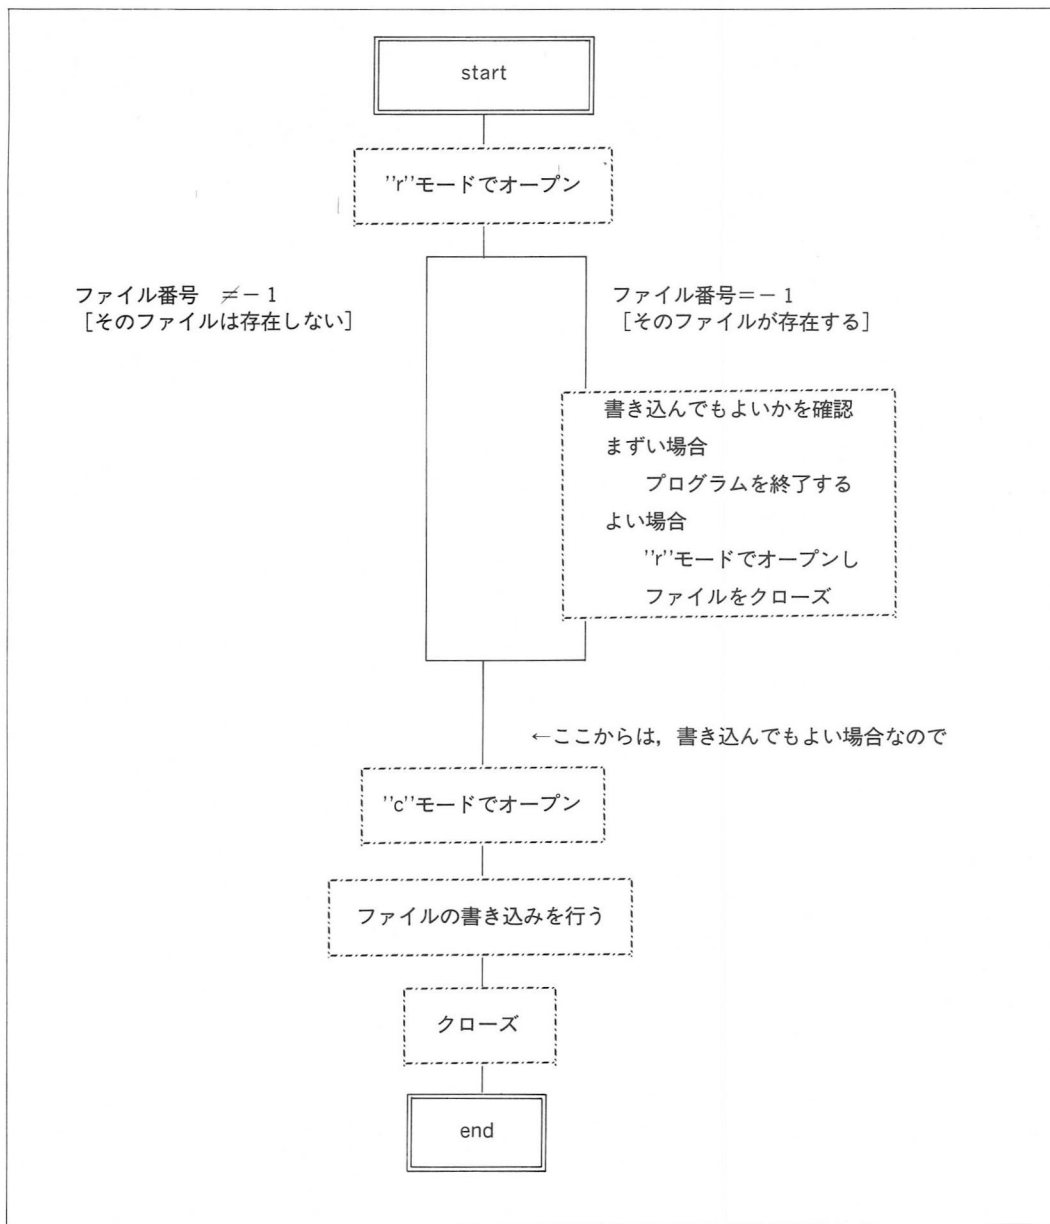 start
"r"モードでオープン
ファイル番号 ≠−1
[そのファイルは存在しない]
ファイル番号=−1
[そのファイルが存在する]
書き込んでもよいかを確認
まずい場合
プログラムを終了する
よい場合
"r"モードでオープンし
ファイルをクローズ
←ここからは,書き込んでもよい場合なので
"c"モードでオープン
ファイルの書き込みを行う
クローズ
end